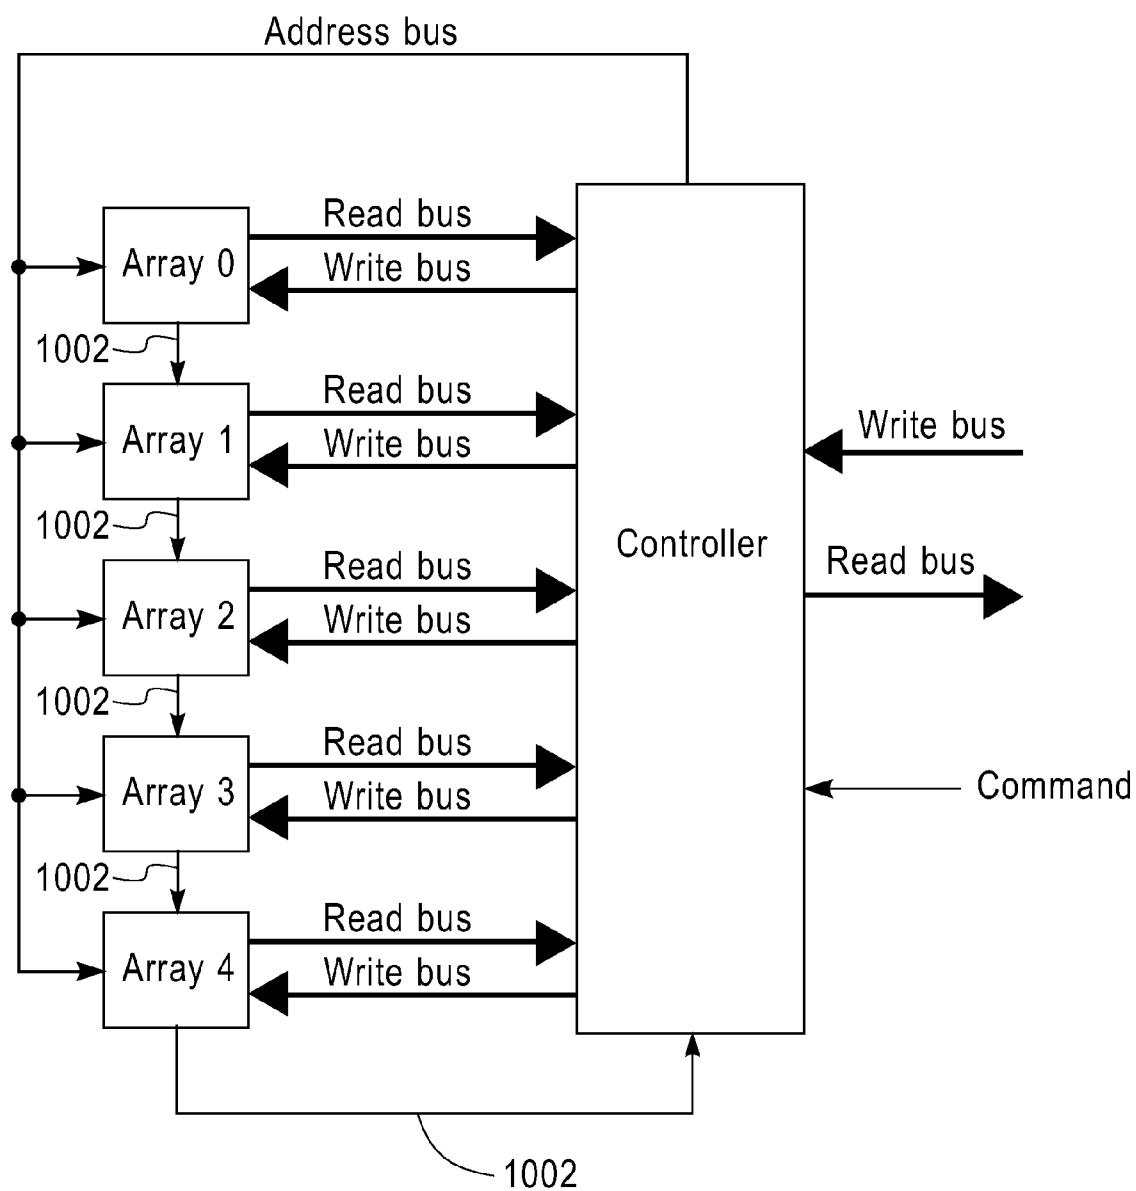 Address bus
Read bus
Array 0
Write bus
1002
Read bus
Write bus
Array 1
Write bus
1002
Controller
Read bus
Read bus
Array 2
Write bus
1002
Read bus
Command
Array 3
Write bus
1002
Read bus
Array 4
Write bus
1002